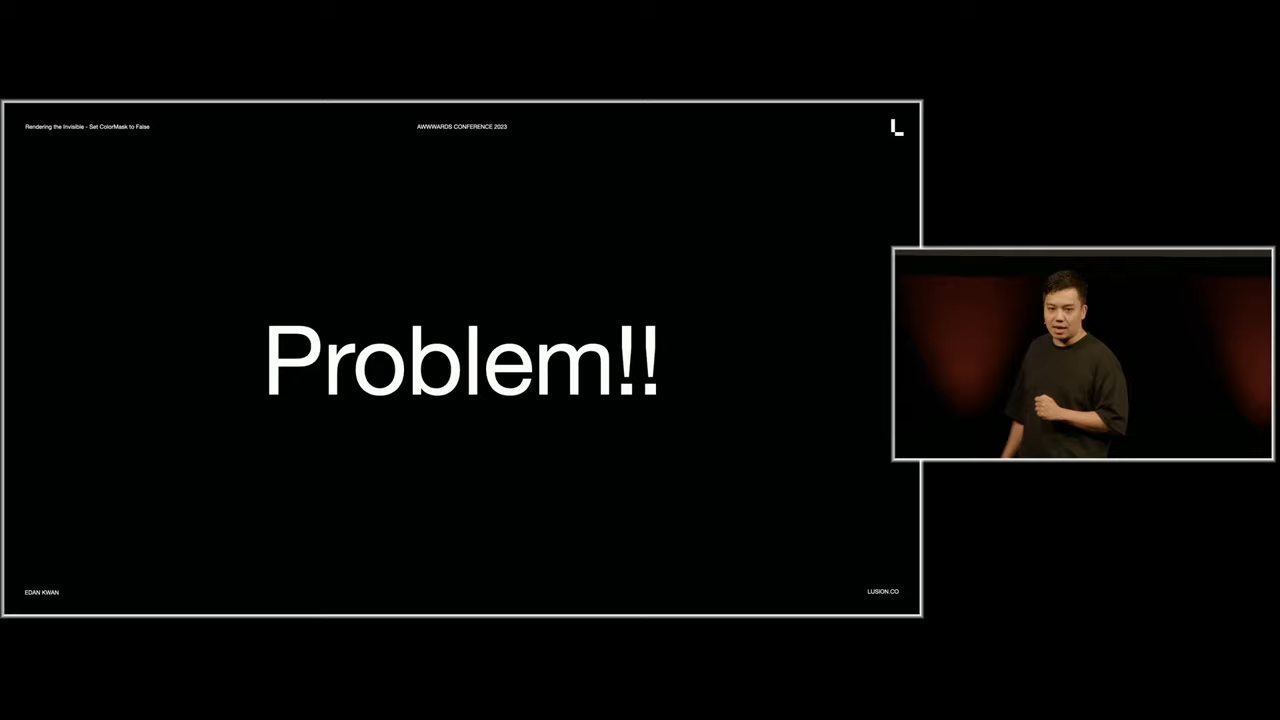 Rendering the Invisible - Set ColorMask to False
AWWWARDS CONFERENCE 2023
Problem!!
EDAN KWAN
LUSION.CO